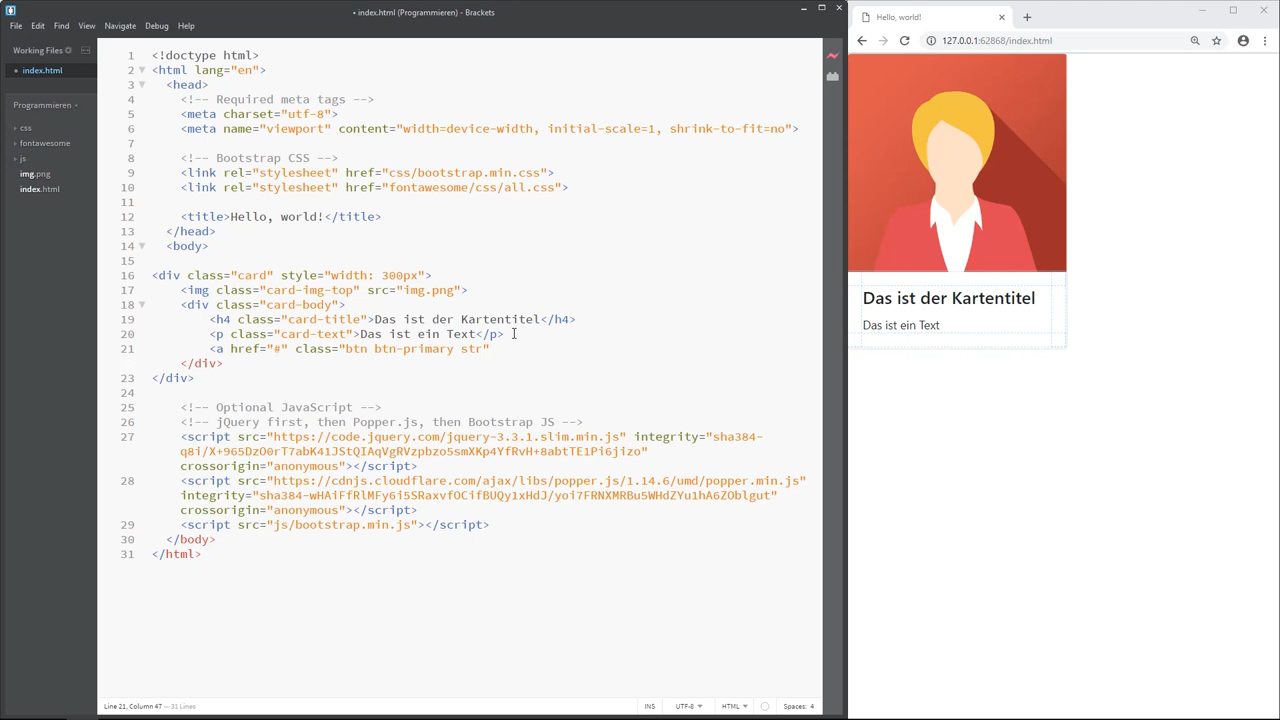 • index.html (Programmieren) - Brackets
File Edit Find View Navigate Debug Help
Working Files
• index.html
Programmieren
css
fontawesome
js
img.png
index.html
1 <!doctype html>
2 <html lang="en">
3 <head>
4 <!-- Required meta tags -->
5 <meta charset="utf-8">
6 <meta name="viewport" content="width=device-width, initial-scale=1, shrink-to-fit=no">
7
8 <!-- Bootstrap CSS -->
9 <link rel="stylesheet" href="css/bootstrap.min.css">
10 <link rel="stylesheet" href="fontawesome/css/all.css">
11
12 <title>Hello, world!</title>
13 </head>
14 <body>
15
16 <div class="card" style="width: 300px">
17 <img class="card-img-top" src="img.png">
18 <div class="card-body">
19 <h4 class="card-title">Das ist der Kartentitel</h4>
20 <p class="card-text">Das ist ein Text</p>
21 <a href="#" class="btn btn-primary str"
</div>
23 </div>
24
25 <!-- Optional JavaScript -->
26 <!-- jQuery first, then Popper.js, then Bootstrap JS -->
27 <script src="https://code.jquery.com/jquery-3.3.1.slim.min.js" integrity="sha384-
q8i/X+965DzO0rT7abK41JStQIAqVgRVzpbzo5smXKp4YfRvH+8abtTE1Pi6jizo"
crossorigin="anonymous"></script>
28 <script src="https://cdnjs.cloudflare.com/ajax/libs/popper.js/1.14.6/umd/popper.min.js"
integrity="sha384-wHAiFfRlMFy6i5SRaxvfOCifBUQy1xHdJ/yoi7FRNXMRBu5WHdZYu1hA6ZOblgut"
crossorigin="anonymous"></script>
29 <script src="js/bootstrap.min.js"></script>
30 </body>
31 </html>
Line 21, Column 47 — 31 Lines
INS UTF-8 HTML Spaces: 4
Hello, world!
127.0.0.1:62868/index.html
Das ist der Kartentitel
Das ist ein Text